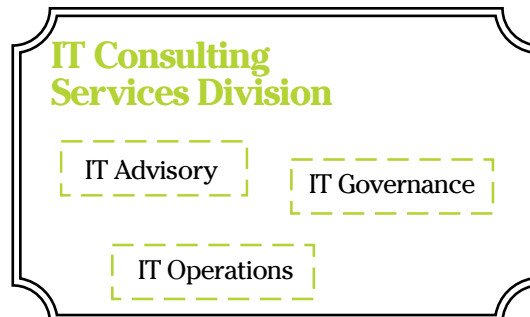 IT Consulting
Services Division
IT Advisory
IT Governance
IT Operations